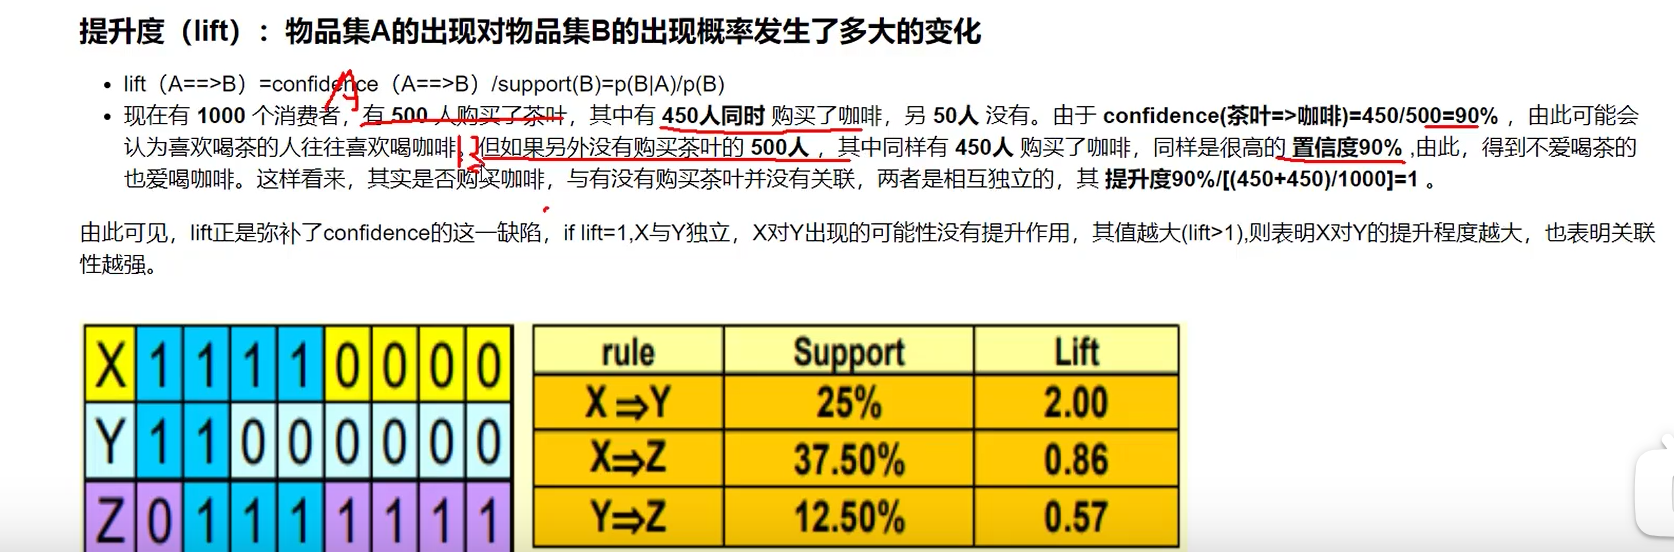 提升度（lift）：物品集A的出现对物品集B的出现概率发生了多大的变化
• lift（A==>B）=confidence（A==>B）/support(B)=p(B|A)/p(B)
A
• 现在有 1000 个消费者，有 500 人购买了茶叶，其中有 450人同时 购买了咖啡，另 50人 没有。由于 confidence(茶叶=>咖啡)=450/500=90% ，由此可能会
认为喜欢喝茶的人往往喜欢喝咖啡。但如果另外没有购买茶叶的 500人 ，其中同样有 450人 购买了咖啡，同样是很高的 置信度90% ,由此，得到不爱喝茶的
B
也爱喝咖啡。这样看来，其实是否购买咖啡，与有没有购买茶叶并没有关联，两者是相互独立的，其 提升度90%/[(450+450)/1000]=1 。
由此可见，lift正是弥补了confidence的这一缺陷，if lift=1,X与Y独立，X对Y出现的可能性没有提升作用，其值越大(lift>1),则表明X对Y的提升程度越大，也表明关联
性越强。
X 1 1 1 1 0 0 0 0
Y 1 1 0 0 0 0 0 0
Z 0 1 1 1 1 1 1 1
rule Support Lift
X⇒Y 25% 2.00
X⇒Z 37.50% 0.86
Y⇒Z 12.50% 0.57